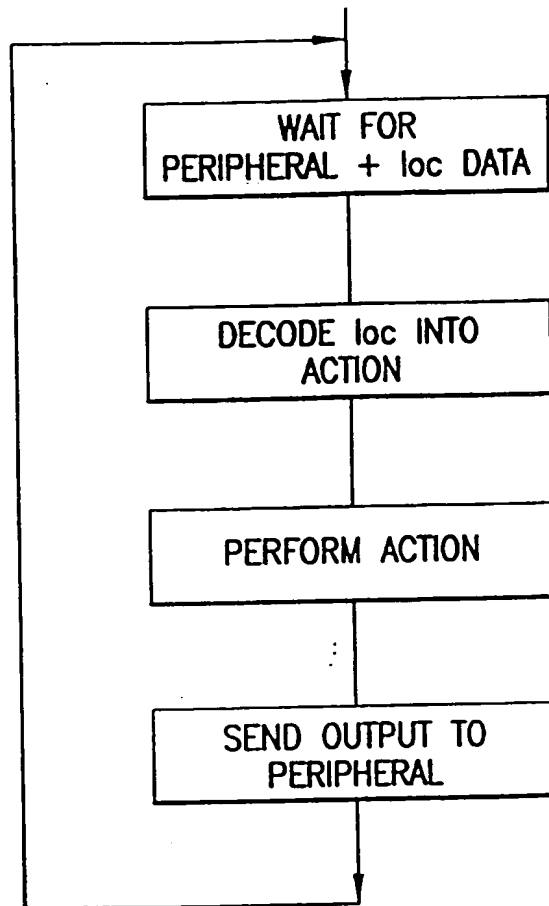 WAIT FOR
PERIPHERAL + loc DATA
DECODE loc INTO
ACTION
PERFORM ACTION
SEND OUTPUT TO
PERIPHERAL